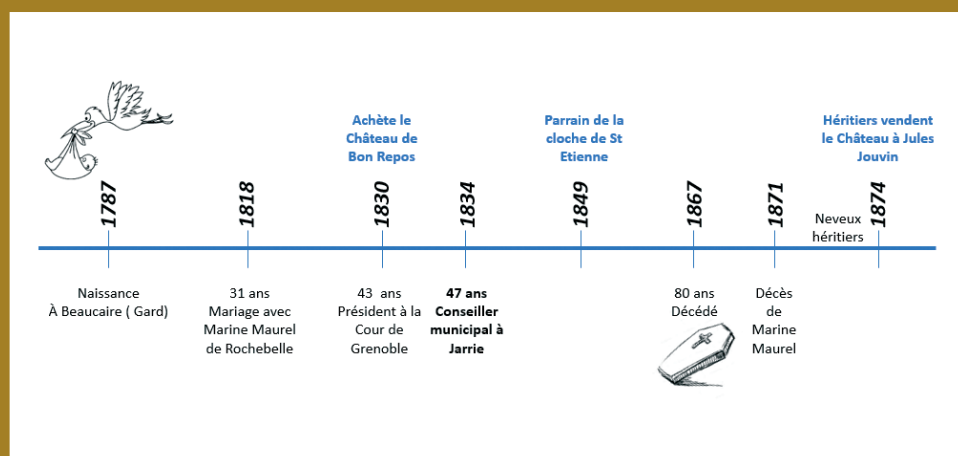 Achète le
Château de
Bon Repos
Parrain de la
cloche de St
Etienne
Héritiers vendent
le Château à Jules
Jouvin
1787
1818
1830
1834
1849
1867
1871
1874
Neveux
héritiers
Naissance
À Beaucaire ( Gard)
31 ans
Mariage avec
Marine Maurel
de Rochebelle
43 ans
Président à la
Cour de
Grenoble
47 ans
Conseiller
municipal à
Jarrie
80 ans
Décédé
Décès
de
Marine
Maurel